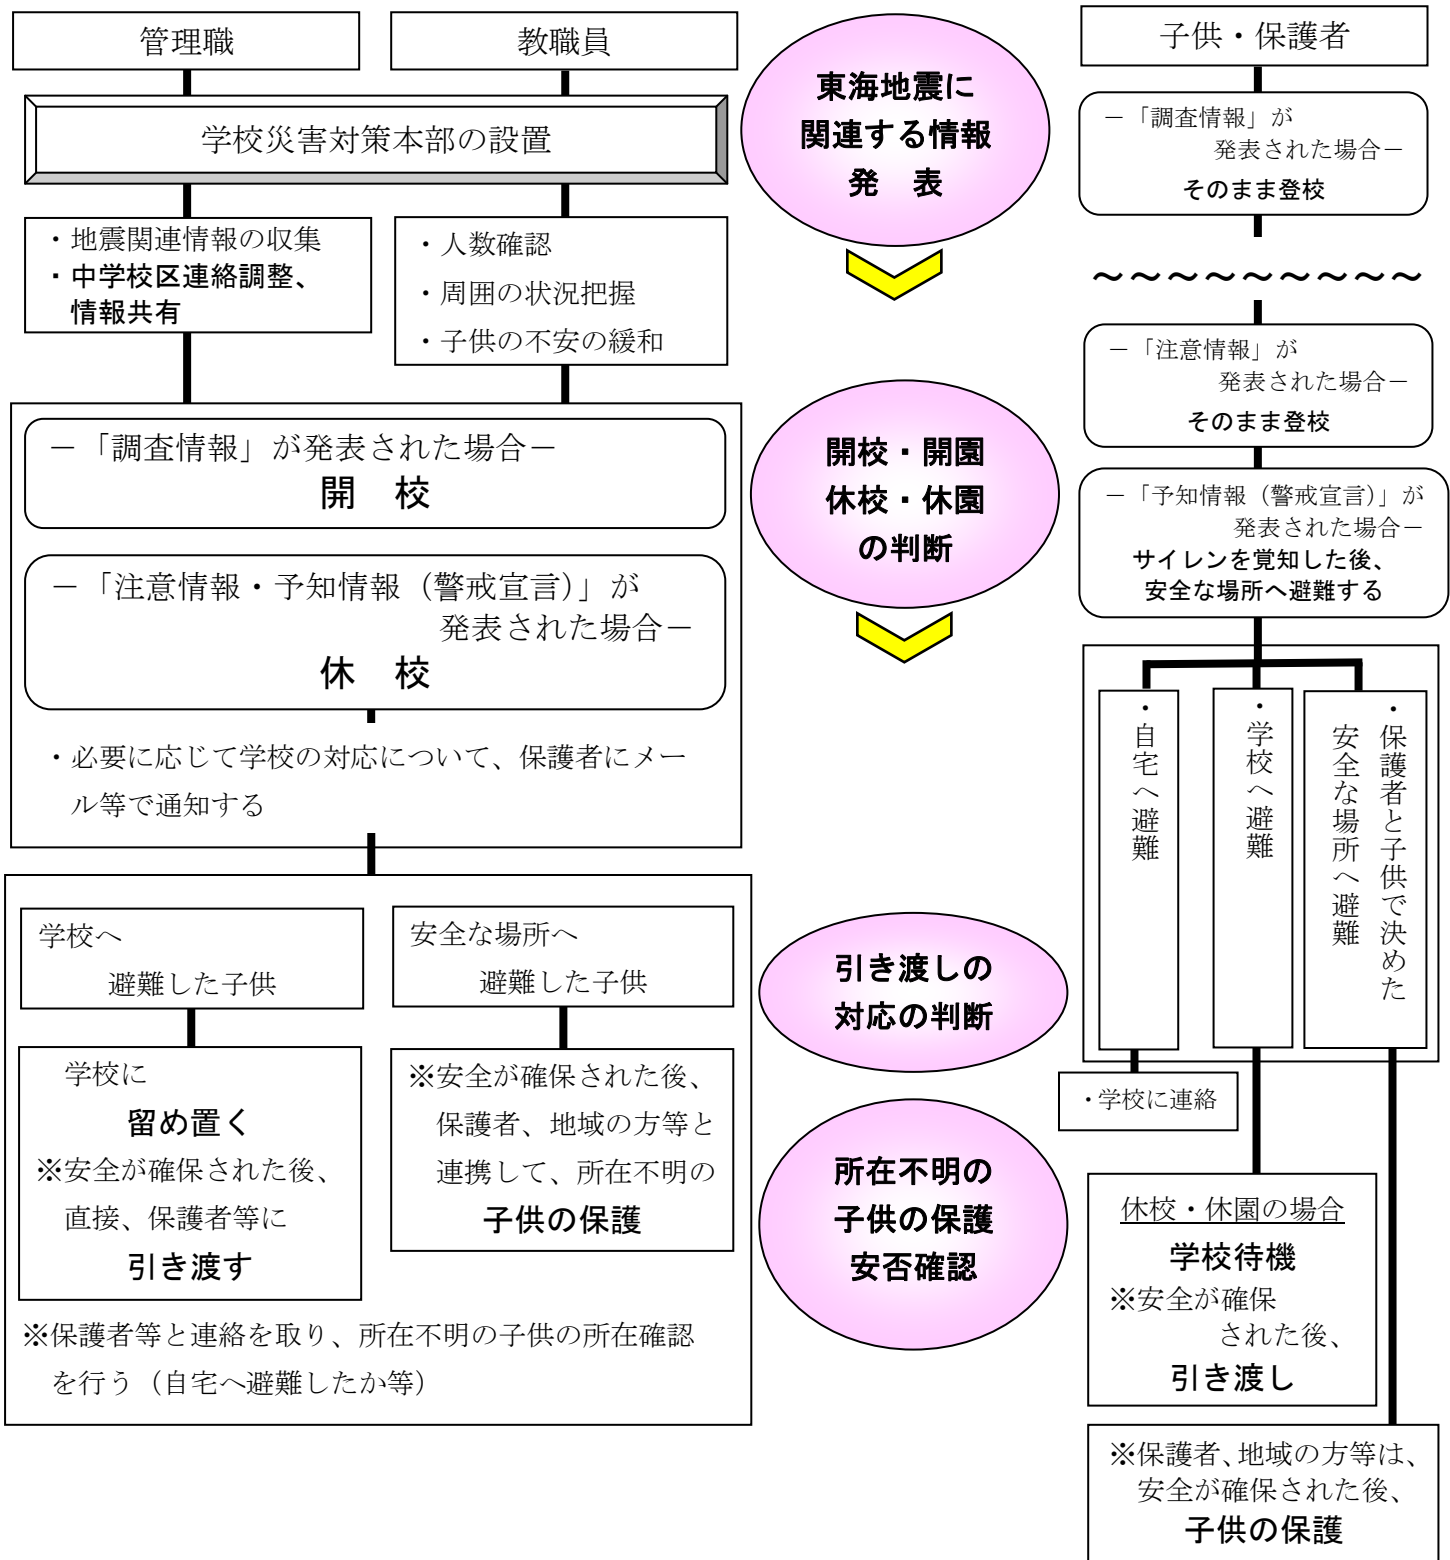 管理職
教職員
学校災害対策本部の設置
・地震関連情報の収集
・中学校区連絡調整、
情報共有
・人数確認
・周囲の状況把握
・子供の不安の緩和
－「調査情報」が発表された場合－
開　校
－「注意情報・予知情報（警戒宣言）」が
発表された場合－
休　校
・必要に応じて学校の対応について、保護者にメー
ル等で通知する
学校へ
避難した子供
学校に
留め置く
※安全が確保された後、
直接、保護者等に
引き渡す
安全な場所へ
避難した子供
※安全が確保された後、
保護者、地域の方等と
連携して、所在不明の
子供の保護
※保護者等と連絡を取り、所在不明の子供の所在確認
を行う（自宅へ避難したか等）
東海地震に
関連する情報
発　表
開校・開園
休校・休園
の判断
引き渡しの
対応の判断
所在不明の
子供の保護
安否確認
子供・保護者
－「調査情報」が
発表された場合－
そのまま登校
～～～～～～～～～
－「注意情報」が
発表された場合－
そのまま登校
－「予知情報（警戒宣言）」が
発表された場合－
サイレンを覚知した後、
安全な場所へ避難する
・自宅へ避難
・学校へ避難
・保護者と子供で決めた
安全な場所へ避難
・学校に連絡
休校・休園の場合
学校待機
※安全が確保
された後、
引き渡し
※保護者、地域の方等は、
安全が確保された後、
子供の保護